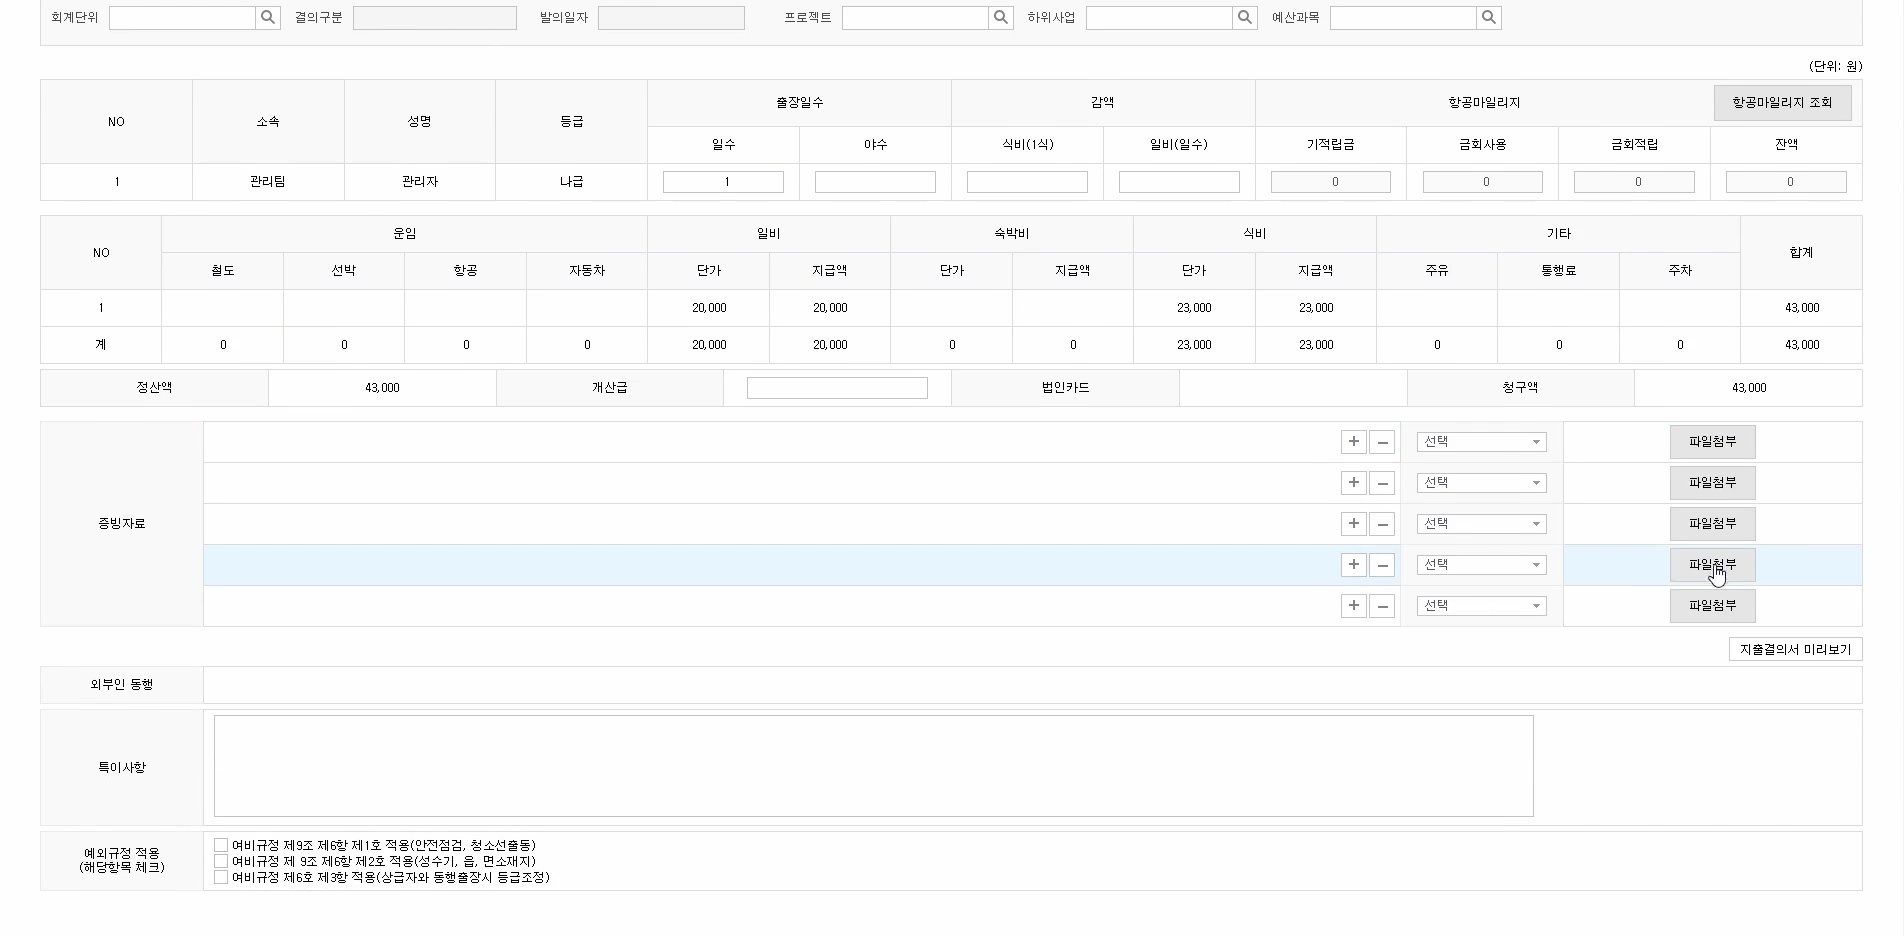 회계단위 결의구분 발의일자 프로젝트 하위사업 예산과목
(단위: 원)
NO 소속 성명 등급 출장일수 감액 항공마일리지 항공마일리지 조회
일수 야수 식비(1식) 일비(일수) 기적립금 금회사용 금회적립 잔액
1 관리팀 관리자 나급 1 0 0 0 0
NO 운임 일비 숙박비 식비 기타 합계
철도 선박 항공 자동차 단가 지급액 단가 지급액 단가 지급액 주유 통행료 주차
1 20,000 20,000 23,000 23,000 43,000
계 0 0 0 0 20,000 20,000 0 0 23,000 23,000 0 0 0 43,000
정산액 43,000 개산급 법인카드 청구액 43,000
증빙자료
+ - 선택 파일첨부
+ - 선택 파일첨부
+ - 선택 파일첨부
+ - 선택 파일첨부
+ - 선택 파일첨부
지출결의서 미리보기
외부인 동행
특이사항
예외규정 적용
(해당항목 체크)
여비규정 제9조 제6항 제1호 적용(안전점검, 청소선출동)
여비규정 제 9조 제6항 제2호 적용(성수기, 읍, 면소재지)
여비규정 제6호 제3항 적용(상급자와 동행출장시 등급조정)